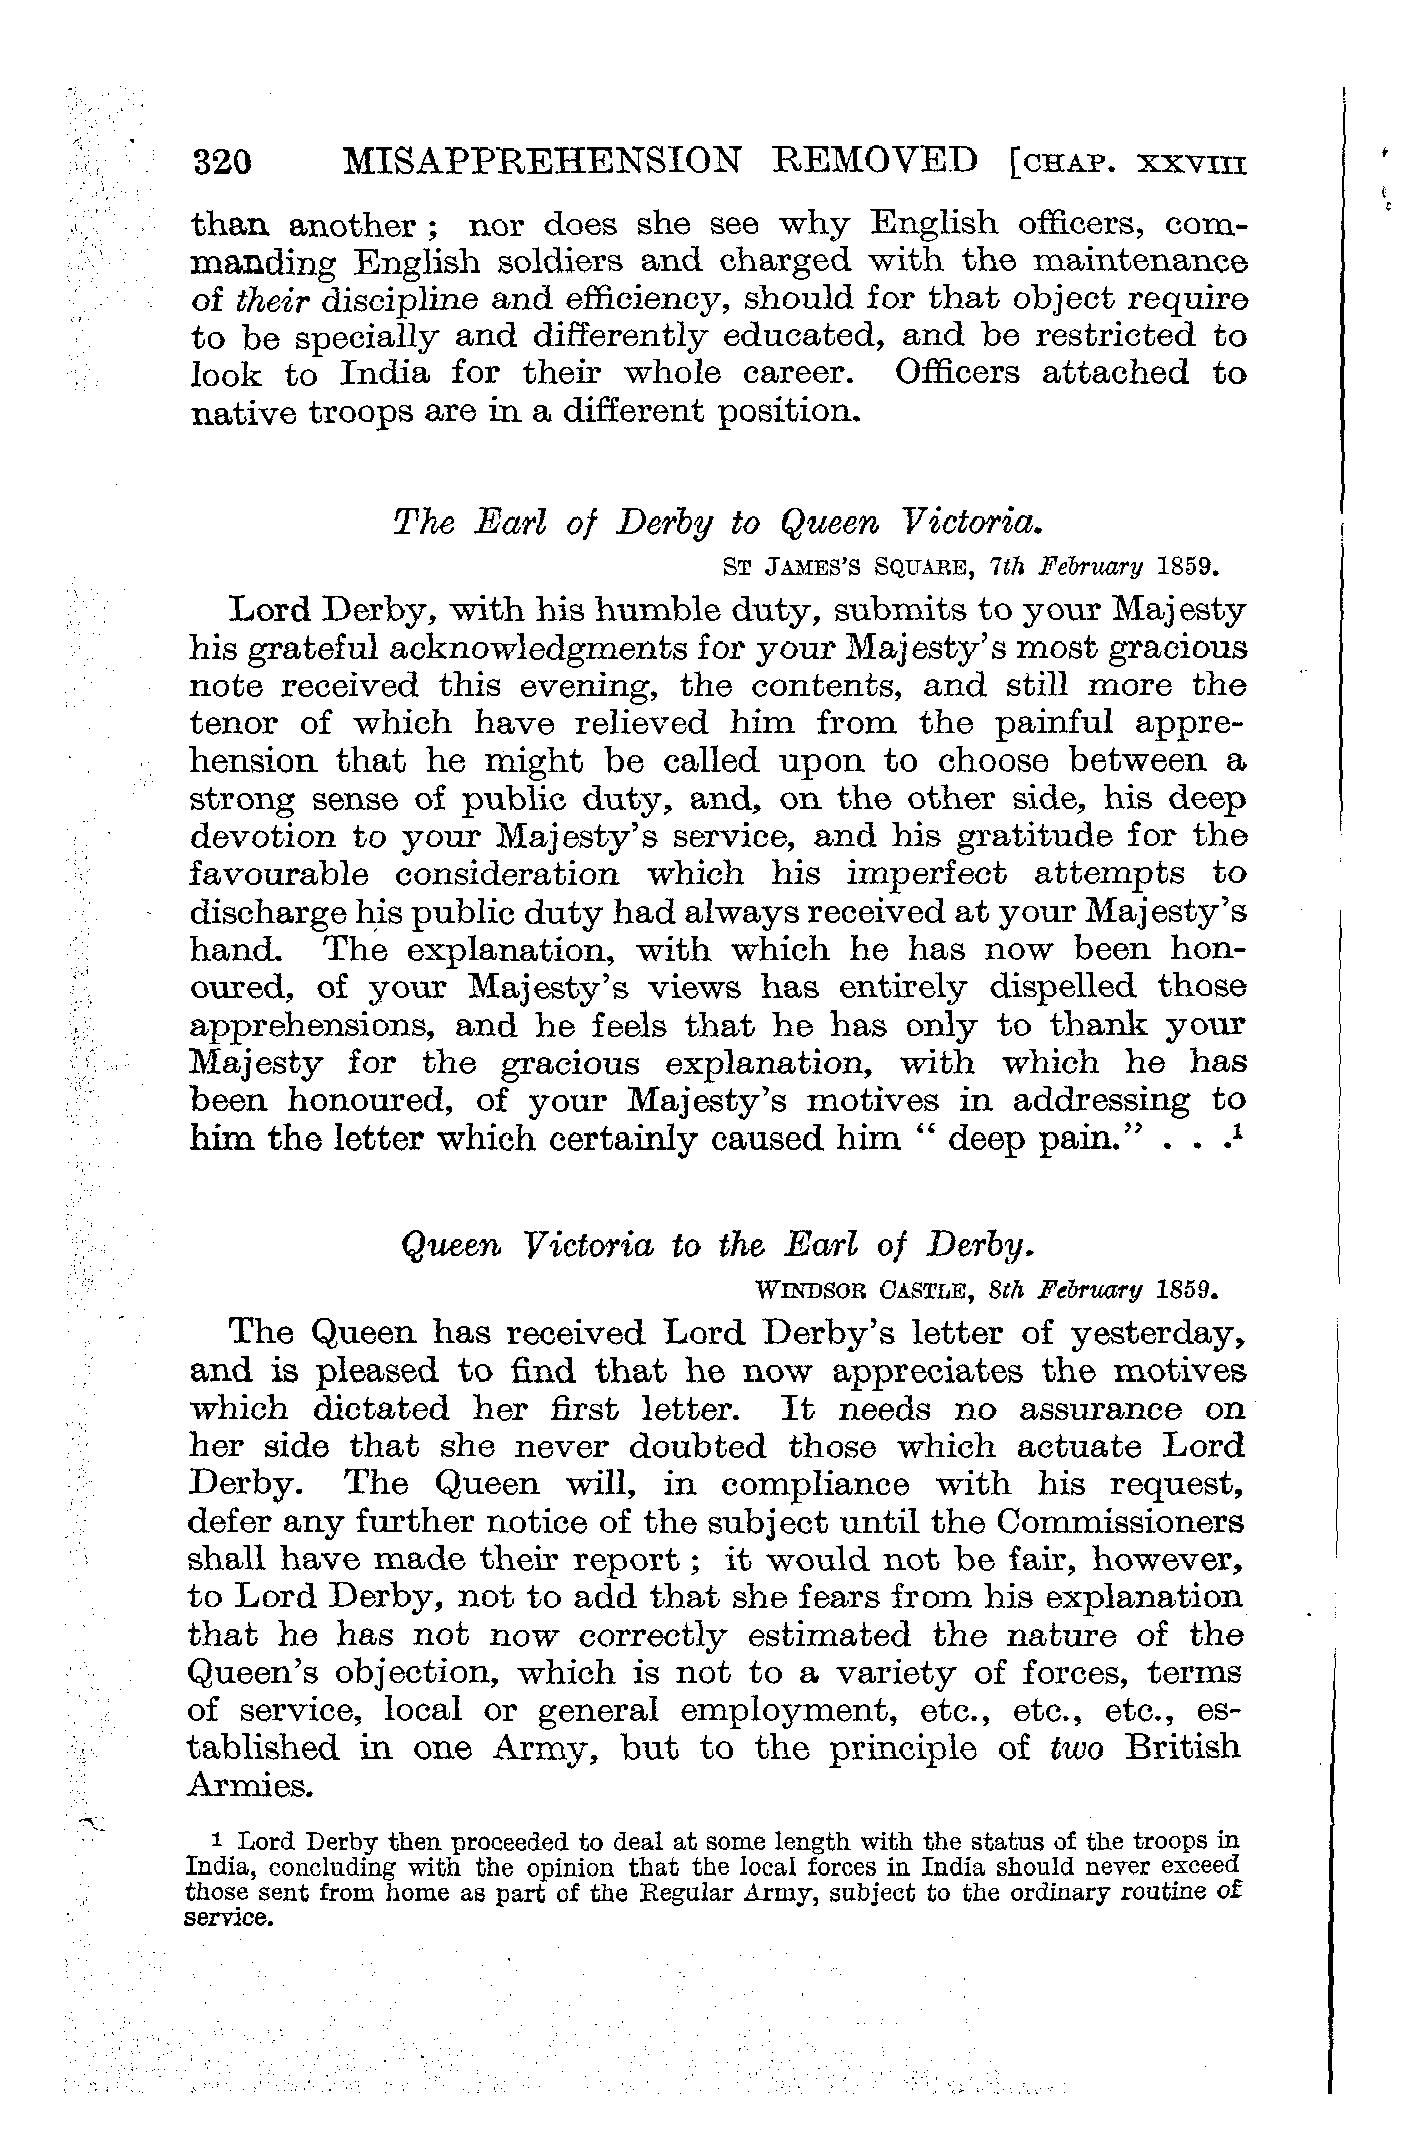 320 MISAPPREHENSION REMOVED [CHAP. XXVIII
than another ; nor does she see why English officers, com-
manding English soldiers and charged with the maintenance
of their discipline and efficiency, should for that object require
to be specially and differently educated, and be restricted to
look to India for their whole career. Officers attached to
native troops are in a different position.
The Earl of Derby to Queen Victoria.
ST JAMES'S SQUARE, 7th February 1859.
Lord Derby, with his humble duty, submits to your Majesty
his grateful acknowledgments for your Majesty's most gracious
note received this evening, the contents, and still more the
tenor of which have relieved him from the painful appre-
hension that he might be called upon to choose between a
strong sense of public duty, and, on the other side, his deep
devotion to your Majesty's service, and his gratitude for the
favourable consideration which his imperfect attempts to
discharge his public duty had always received at your Majesty's
hand. The explanation, with which he has now been hon-
oured, of your Majesty's views has entirely dispelled those
apprehensions, and he feels that he has only to thank your
Majesty for the gracious explanation, with which he has
been honoured, of your Majesty's motives in addressing to
him the letter which certainly caused him " deep pain." . . .¹
Queen Victoria to the Earl of Derby.
WINDSOR CASTLE, 8th February 1859.
The Queen has received Lord Derby's letter of yesterday,
and is pleased to find that he now appreciates the motives
which dictated her first letter. It needs no assurance on
her side that she never doubted those which actuate Lord
Derby. The Queen will, in compliance with his request,
defer any further notice of the subject until the Commissioners
shall have made their report ; it would not be fair, however,
to Lord Derby, not to add that she fears from his explanation
that he has not now correctly estimated the nature of the
Queen's objection, which is not to a variety of forces, terms
of service, local or general employment, etc., etc., etc., es-
tablished in one Army, but to the principle of two British
Armies.
1 Lord Derby then proceeded to deal at some length with the status of the troops in
India, concluding with the opinion that the local forces in India should never exceed
those sent from home as part of the Regular Army, subject to the ordinary routine of
service.